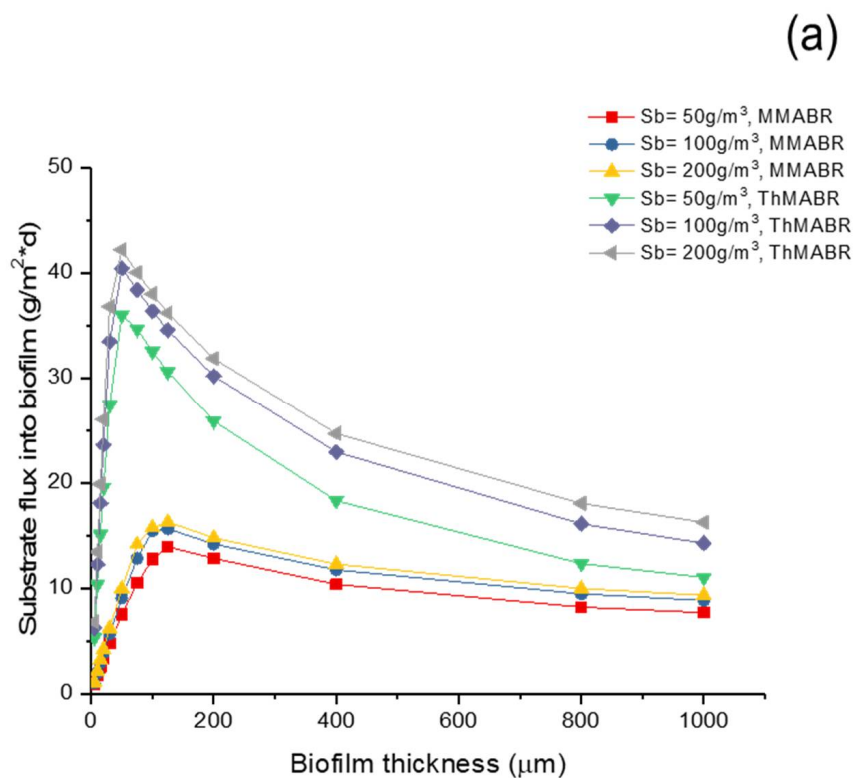 (a)
Sb= 50g/m³, MMABR
Sb= 100g/m³, MMABR
Sb= 200g/m³, MMABR
Sb= 50g/m³, ThMABR
Sb= 100g/m³, ThMABR
Sb= 200g/m³, ThMABR
Substrate flux into biofilm (g/m²*d)
50
40
30
20
10
0
0 200 400 600 800 1000
Biofilm thickness (μm)